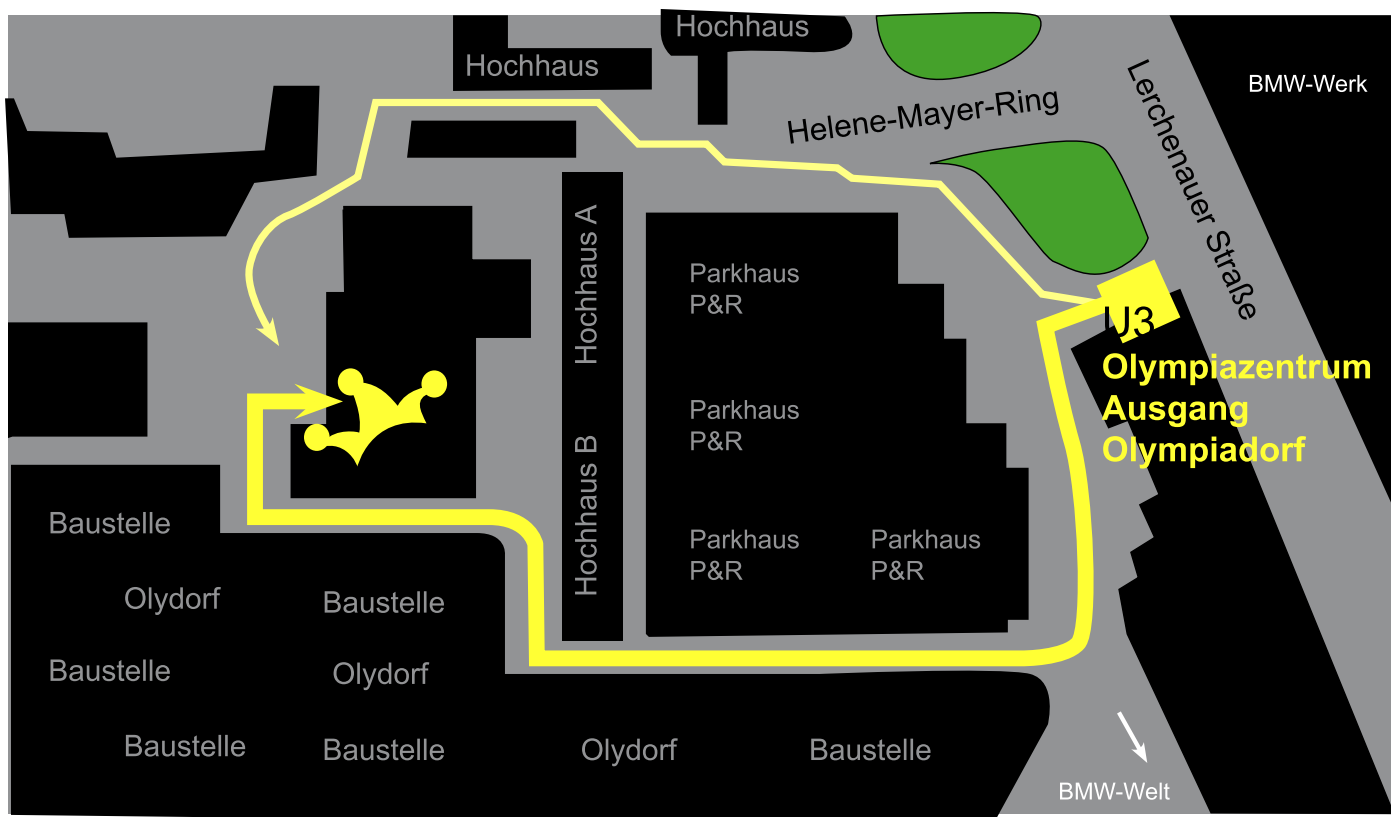 Hochhaus
Hochhaus
BMW-Werk
Helene-Mayer-Ring
Lerchenauer Straße
Hochhaus A
Parkhaus
P&R
U3
Olympiazentrum
Ausgang
Olympiadorf
Parkhaus
P&R
Hochhaus B
Baustelle
Parkhaus
P&R
Parkhaus
P&R
Olydorf
Baustelle
Baustelle
Olydorf
Baustelle
Baustelle
Olydorf
Baustelle
BMW-Welt